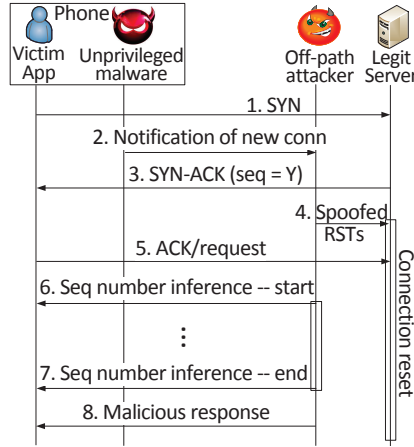 Phone
Victim App
Unprivileged malware
Off-path attacker
Legit Server
1. SYN
2. Notification of new conn
3. SYN-ACK (seq = Y)
4. Spoofed
RSTs
5. ACK/request
6. Seq number inference -- start
...
7. Seq number inference -- end
8. Malicious response
Connection reset